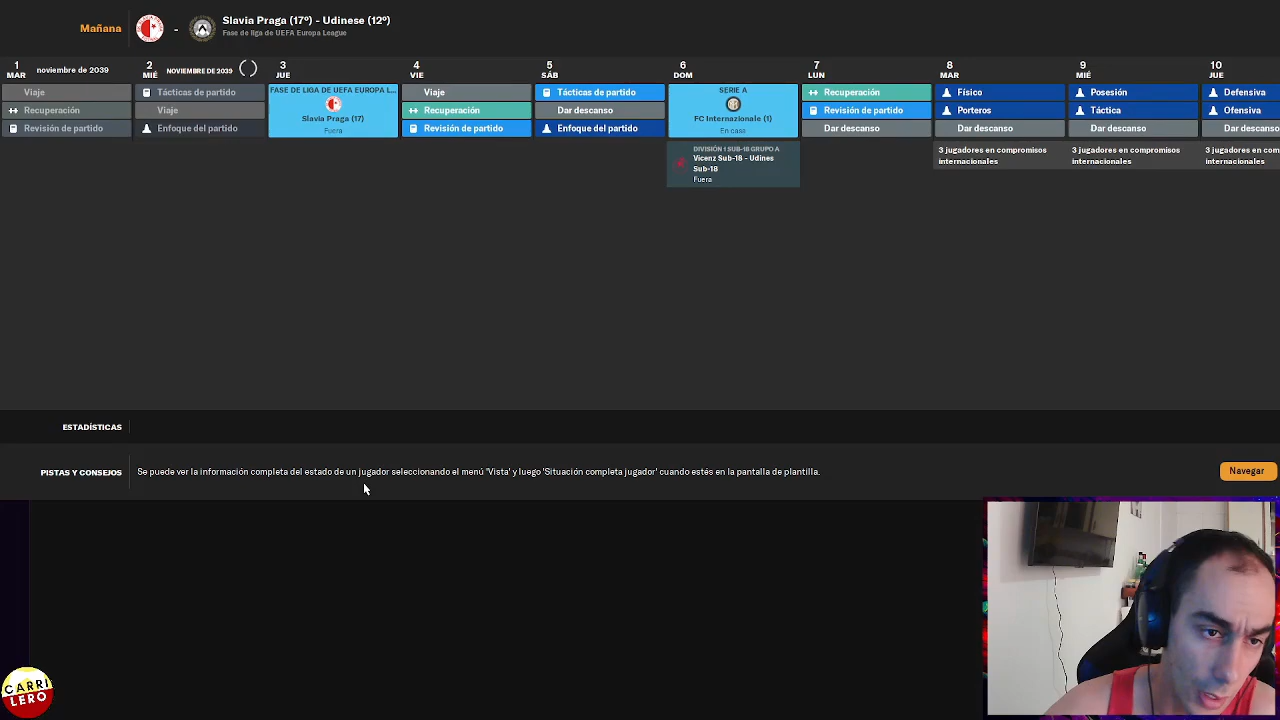 Mañana
-
Slavia Praga (17º) - Udinese (12º)
Fase de liga de UEFA Europa League
1
MAR
noviembre de 2039
2
MIÉ
NOVIEMBRE DE 2039
3
JUE
4
VIE
5
SÁB
6
DOM
7
LUN
8
MAR
9
MIÉ
10
JUE
Viaje
Recuperación
Revisión de partido
Tácticas de partido
Viaje
Enfoque del partido
FASE DE LIGA DE UEFA EUROPA L...
Slavia Praga (17)
Fuera
Viaje
Recuperación
Revisión de partido
Tácticas de partido
Dar descanso
Enfoque del partido
SERIE A
FC Internazionale (1)
En casa
DIVISIÓN 1 SUB-18 GRUPO A
Vicenz Sub-18 - Udines
Sub-18
Fuera
Recuperación
Revisión de partido
Dar descanso
Físico
Porteros
Dar descanso
3 jugadores en compromisos
internacionales
Posesión
Táctica
Dar descanso
3 jugadores en compromisos
internacionales
Defensiva
Ofensiva
Dar descanso
3 jugadores en com
internacionales
ESTADÍSTICAS
PISTAS Y CONSEJOS
Se puede ver la información completa del estado de un jugador seleccionando el menú 'Vista' y luego 'Situación completa jugador' cuando estés en la pantalla de plantilla.
Navegar
CARRI
LERO